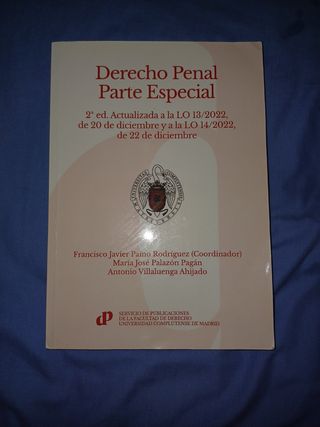 Derecho Penal
Parte Especial
2ª ed. Actualizada a la LO 13/2022,
de 20 de diciembre y a la LO 14/2022,
de 22 de diciembre
Francisco Javier Paíno Rodríguez (Coordinador)
María José Palazón Pagán
Antonio Villaluenga Ahijado
SERVICIO DE PUBLICACIONES
DE LA FACULTAD DE DERECHO
UNIVERSIDAD COMPLUTENSE DE MADRID